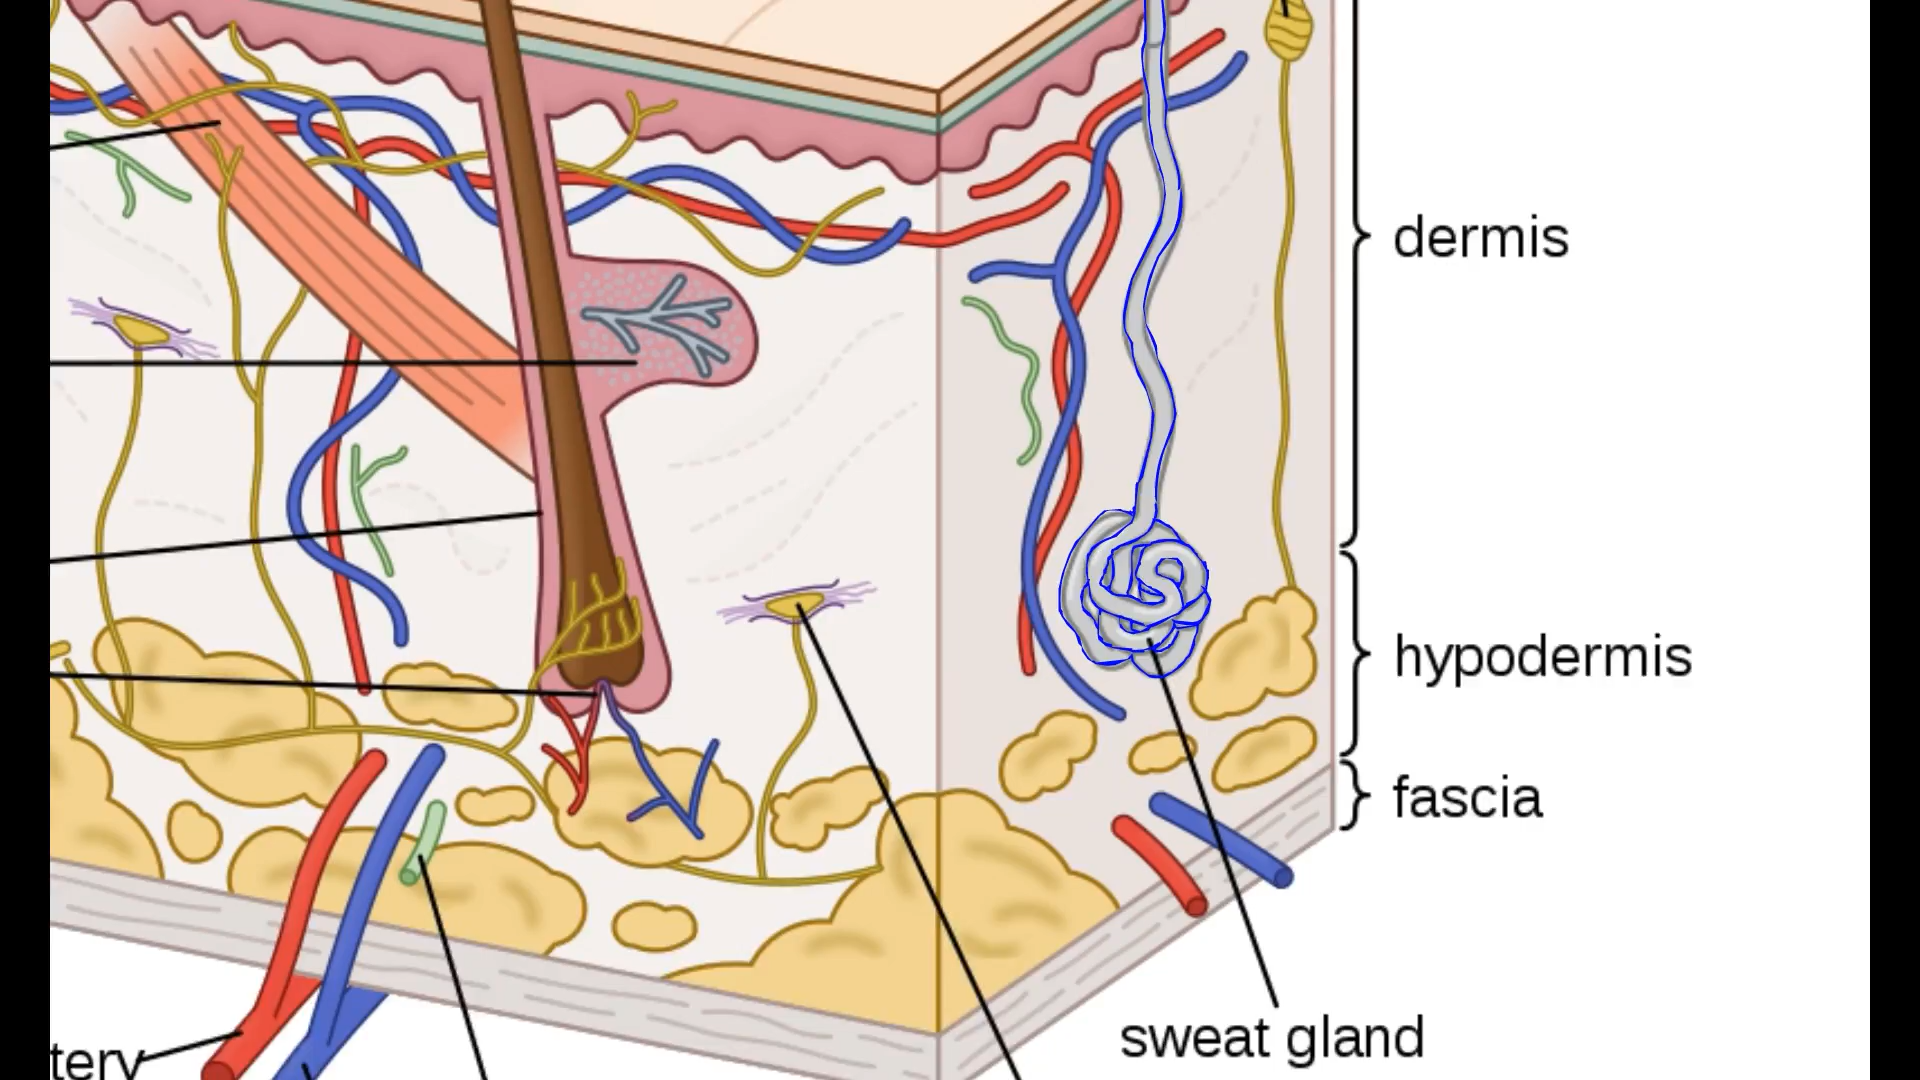 dermis
hypodermis
fascia
sweat gland
tery